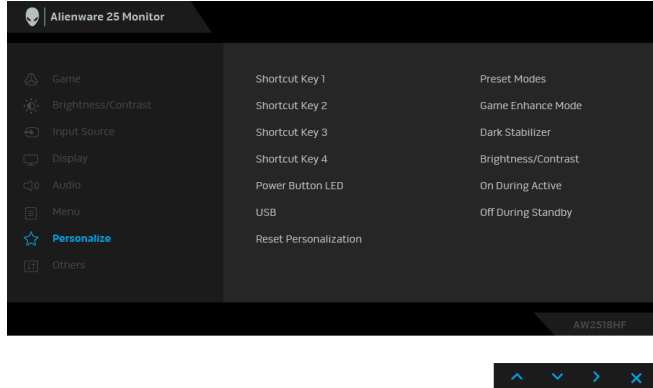 Alienware 25 Monitor
Game
Brightness/Contrast
Input Source
Display
Audio
Menu
Personalize
Others
Shortcut Key 1 Preset Modes
Shortcut Key 2 Game Enhance Mode
Shortcut Key 3 Dark Stabilizer
Shortcut Key 4 Brightness/Contrast
Power Button LED On During Active
USB Off During Standby
Reset Personalization
AW2518HF